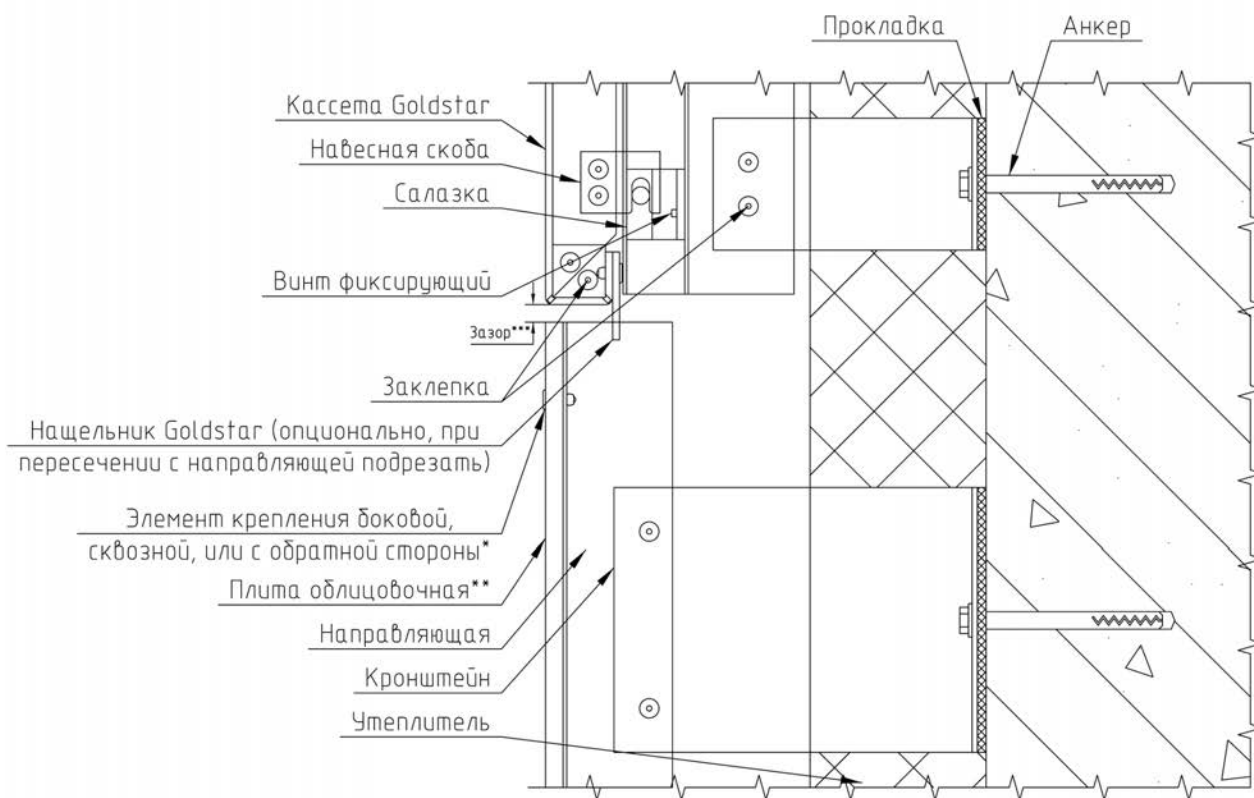 Прокладка
Анкер
Кассета Goldstar
Навесная скоба
Салазка
Винт фиксирующий
Зазор***
Заклепка
Нащельник Goldstar (опционально, при
пересечении с направляющей подрезать)
Элемент крепления боковой,
сквозной, или с обратной стороны*
Плита облицовочная**
Направляющая
Кронштейн
Утеплитель